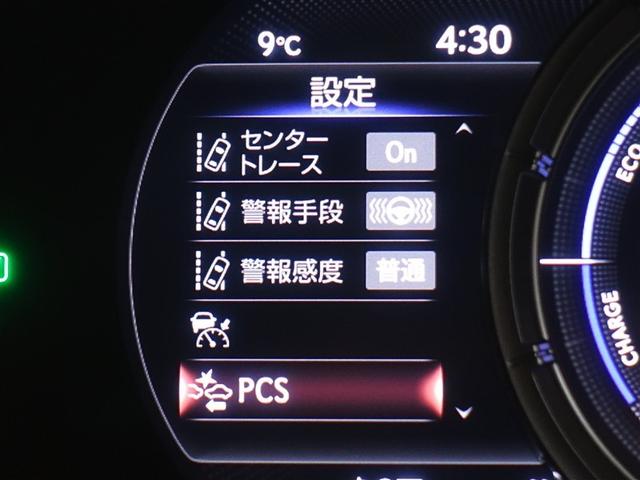 9°C 4:30
設定
センター
トレース On
警報手段
警報感度 普通
PCS
ECO
CHARGE